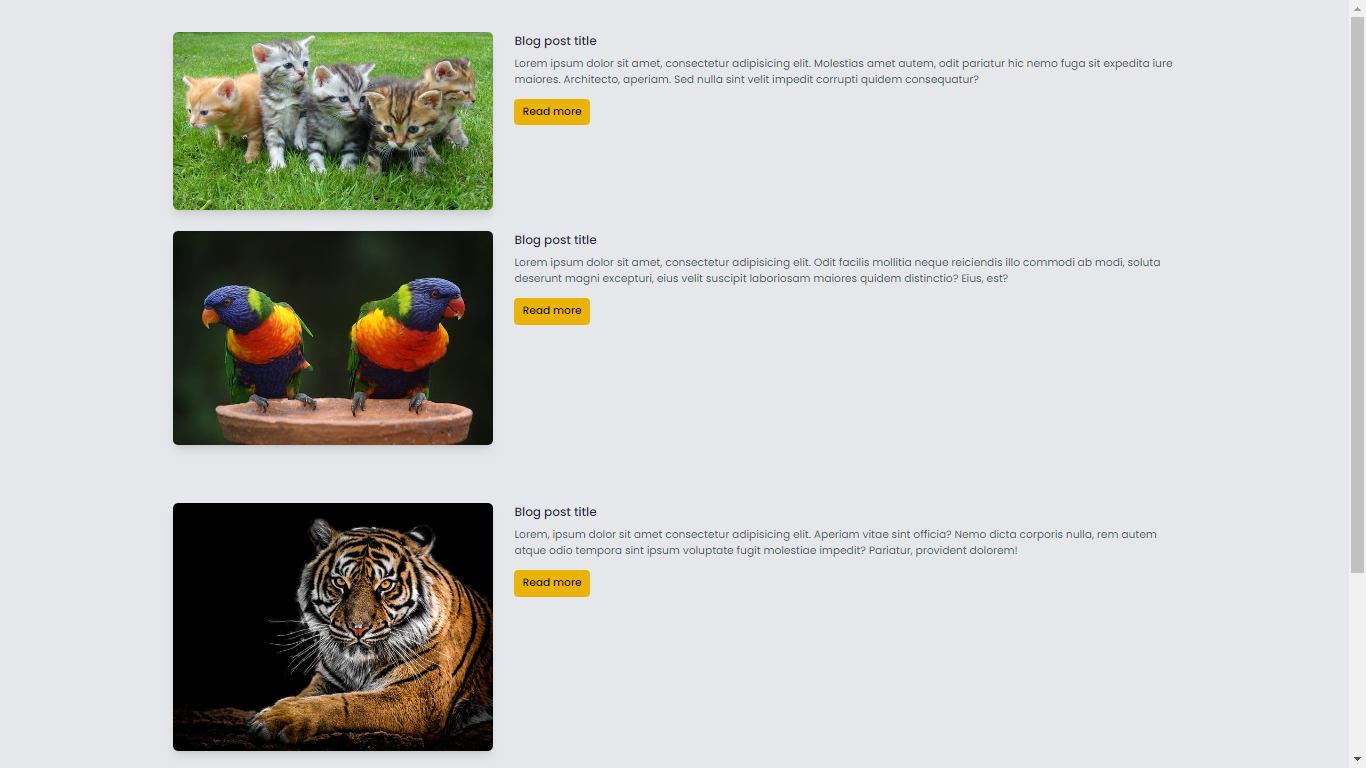 Blog post title
Lorem ipsum dolor sit amet, consectetur adipisicing elit. Molestias amet autem, odit pariatur hic nemo fuga sit expedita iure
maiores. Architecto, aperiam. Sed nulla sint velit impedit corrupti quidem consequatur?
Read more
Blog post title
Lorem ipsum dolor sit amet, consectetur adipisicing elit. Odit facilis mollitia neque reiciendis illo commodi ab modi, soluta
deserunt magni excepturi, eius velit suscipit laboriosam maiores quidem distinctio? Eius, est?
Read more
Blog post title
Lorem, ipsum dolor sit amet consectetur adipisicing elit. Aperiam vitae sint officia? Nemo dicta corporis nulla, rem autem
atque odio tempora sint ipsum voluptate fugit molestiae impedit? Pariatur, provident dolorem!
Read more